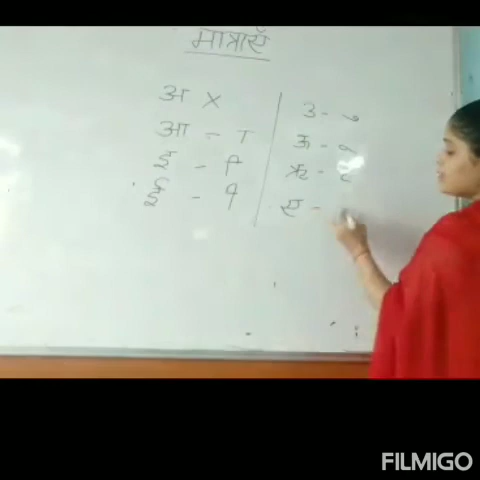 मात्राएँ
अ X
आ - ा
इ - ि
ई - ी
उ - ु
ऊ - ू
ऋ - ृ
ए -
FILMIGO